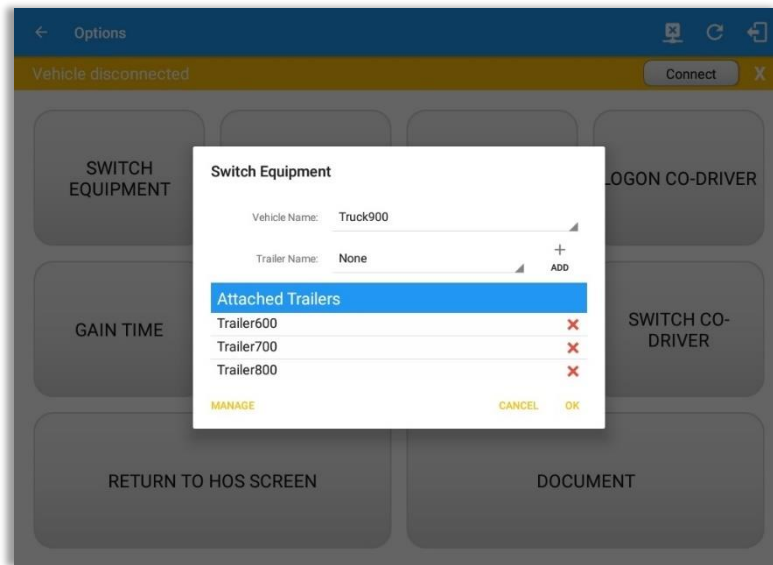 Options
Vehicle disconnected
Connect
X
SWITCH
EQUIPMENT
LOGON CO-DRIVER
Switch Equipment
Vehicle Name: Truck900
Trailer Name: None
ADD
Attached Trailers
Trailer600
Trailer700
Trailer800
MANAGE
CANCEL
OK
GAIN TIME
SWITCH CO-
DRIVER
RETURN TO HOS SCREEN
DOCUMENT